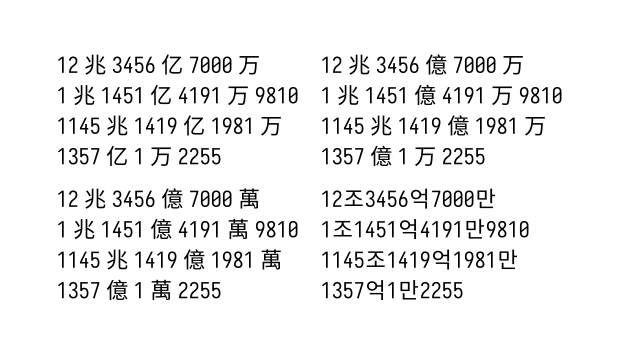 12 兆 3456 亿 7000 万
1 兆 1451 亿 4191 万 9810
1145 兆 1419 亿 1981 万
1357 亿 1 万 2255
12 兆 3456 億 7000 万
1 兆 1451 億 4191 万 9810
1145 兆 1419 億 1981 万
1357 億 1 万 2255
12 兆 3456 億 7000 萬
1 兆 1451 億 4191 萬 9810
1145 兆 1419 億 1981 萬
1357 億 1 萬 2255
12조3456억7000만
1조1451억4191만9810
1145조1419억1981만
1357억1만2255